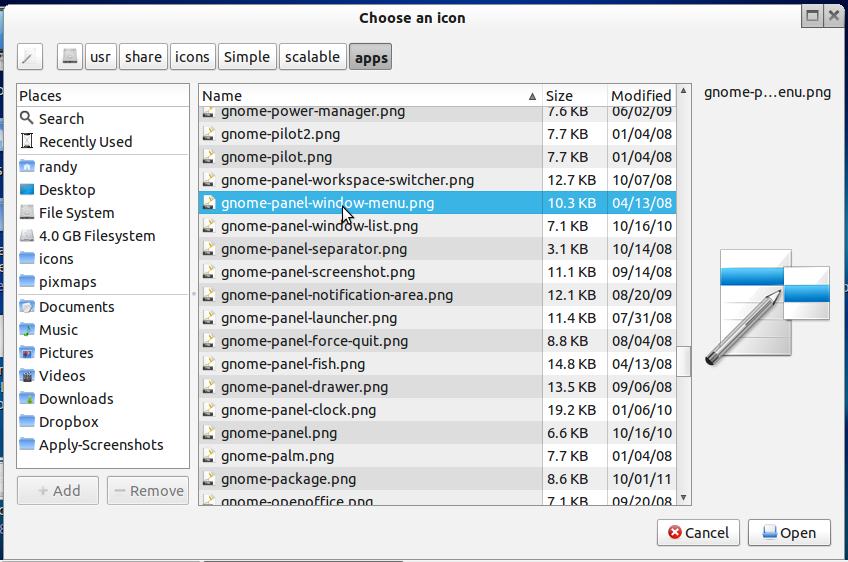 Choose an icon
usr share icons Simple scalable apps
Places
Search
Recently Used
randy
Desktop
File System
4.0 GB Filesystem
icons
pixmaps
Documents
Music
Pictures
Videos
Downloads
Dropbox
Apply-Screenshots
Add Remove
Name Size Modified
gnome-power-manager.png 7.6 KB 06/02/09
gnome-pilot2.png 7.7 KB 01/04/08
gnome-pilot.png 7.7 KB 01/04/08
gnome-panel-workspace-switcher.png 12.7 KB 10/07/08
gnome-panel-window-menu.png 10.3 KB 04/13/08
gnome-panel-window-list.png 7.1 KB 10/16/10
gnome-panel-separator.png 3.1 KB 10/14/08
gnome-panel-screenshot.png 11.1 KB 09/14/08
gnome-panel-notification-area.png 12.1 KB 08/20/09
gnome-panel-launcher.png 11.4 KB 07/31/08
gnome-panel-force-quit.png 8.8 KB 08/04/08
gnome-panel-fish.png 14.8 KB 04/13/08
gnome-panel-drawer.png 13.5 KB 09/06/08
gnome-panel-clock.png 19.2 KB 01/06/10
gnome-panel.png 6.6 KB 10/16/10
gnome-palm.png 7.7 KB 01/04/08
gnome-package.png 8.6 KB 10/01/11
gnome-openoffice.png 7.1 KB 09/20/08
gnome-p...enu.png
Cancel Open